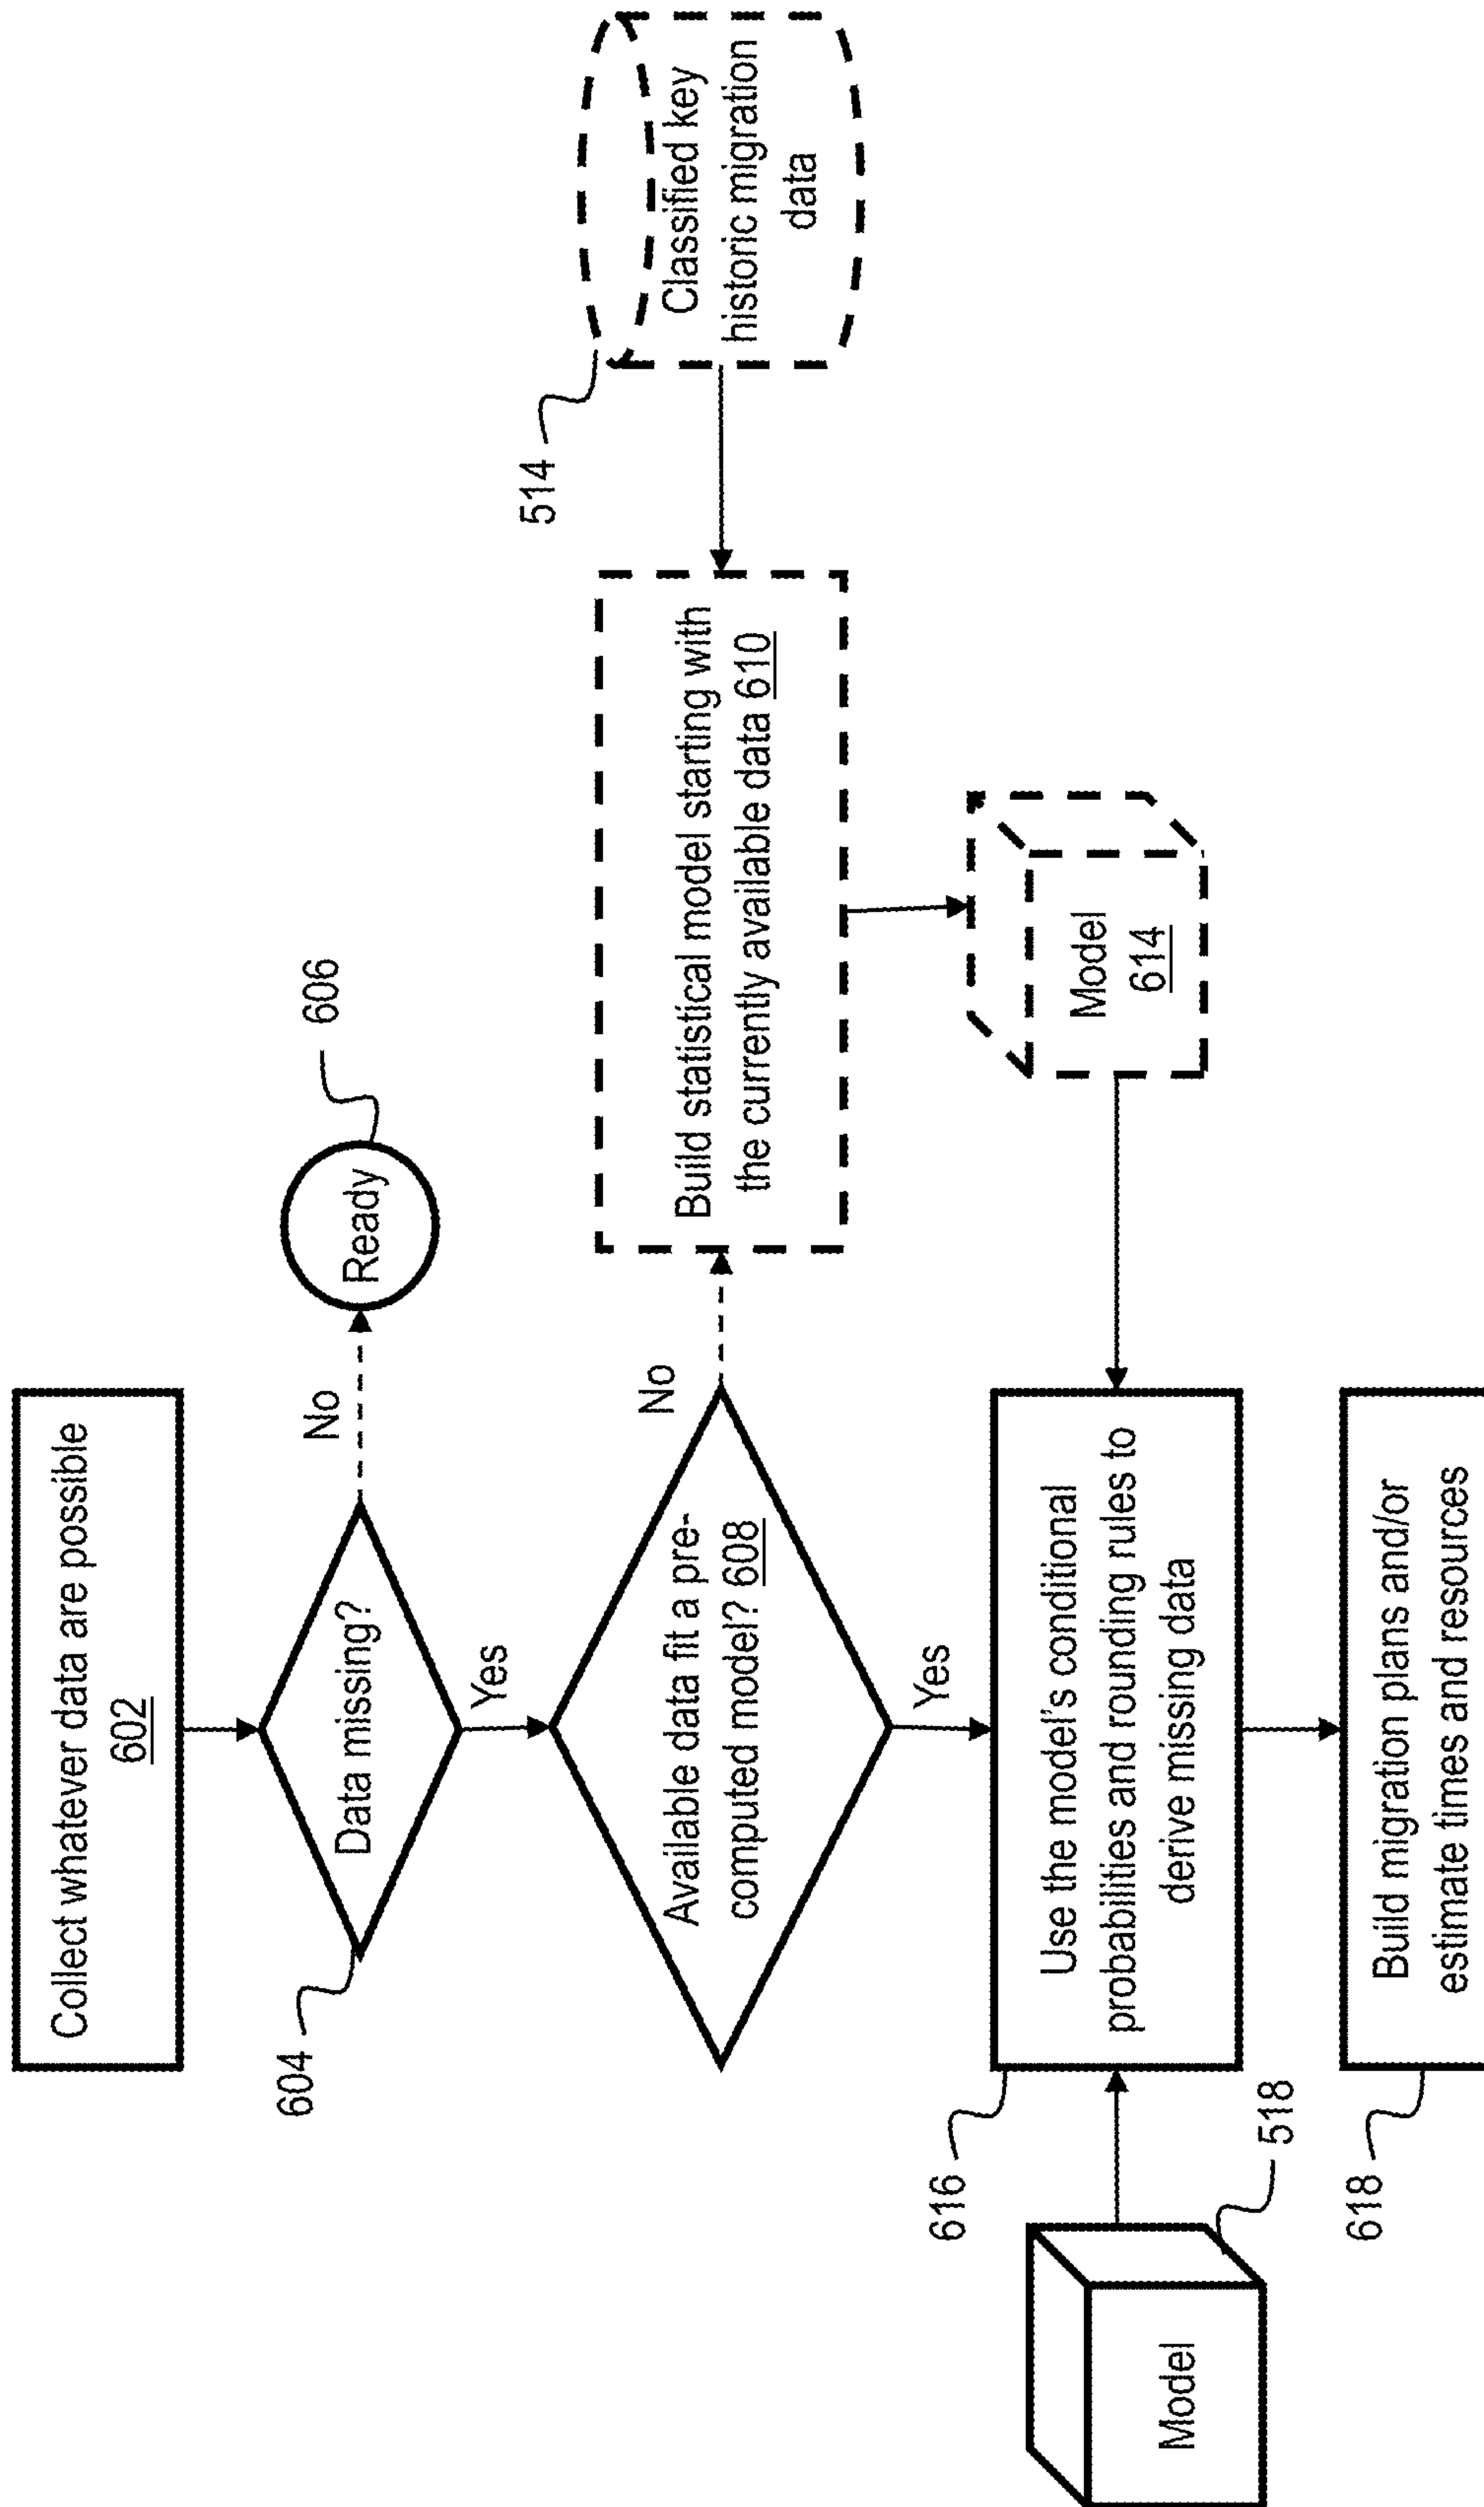 Collect whatever data are possible
602
604
Data missing?
No
Ready
606
Yes
Available data fit a pre-
computed model? 608
No
Build statistical model starting with
the currently available data 610
514
Classified key
historic migration
data
Yes
Model
614
616
Use the model's conditional
probabilities and rounding rules to
derive missing data
Model
518
618
Build migration plans and/or
estimate times and resources